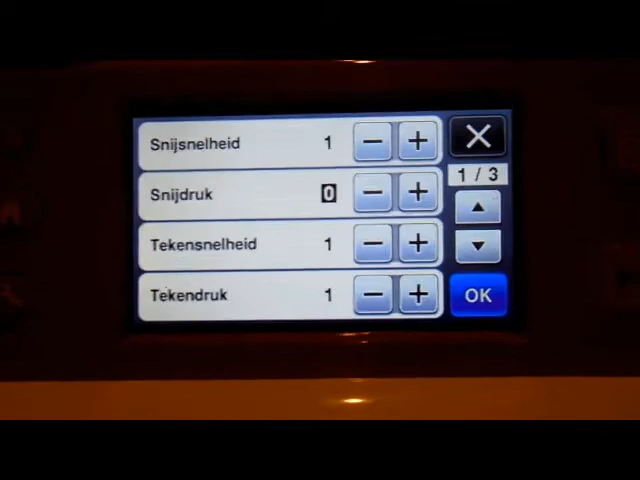 Snijsnelheid 1 − +
Snijdruk 0 − +
1 / 3
Tekensnelheid 1 − +
Tekendruk 1 − +
OK